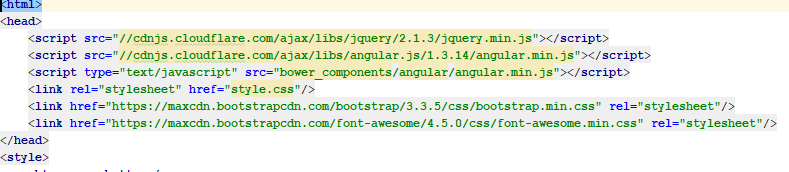 <html>
<head>
<script src="//cdnjs.cloudflare.com/ajax/libs/jquery/2.1.3/jquery.min.js"></script>
<script src="//cdnjs.cloudflare.com/ajax/libs/angular.js/1.3.14/angular.min.js"></script>
<script type="text/javascript" src="bower_components/angular/angular.min.js"></script>
<link rel="stylesheet" href="style.css"/>
<link href="https://maxcdn.bootstrapcdn.com/bootstrap/3.3.5/css/bootstrap.min.css" rel="stylesheet"/>
<link href="https://maxcdn.bootstrapcdn.com/font-awesome/4.5.0/css/font-awesome.min.css" rel="stylesheet"/>
</head>
<style>